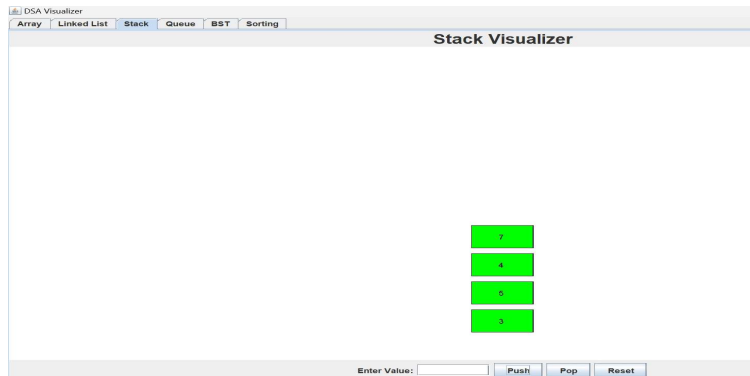 DSA Visualizer
Array Linked List Stack Queue BST Sorting
Stack Visualizer
7
4
6
3
Enter Value: Push Pop Reset